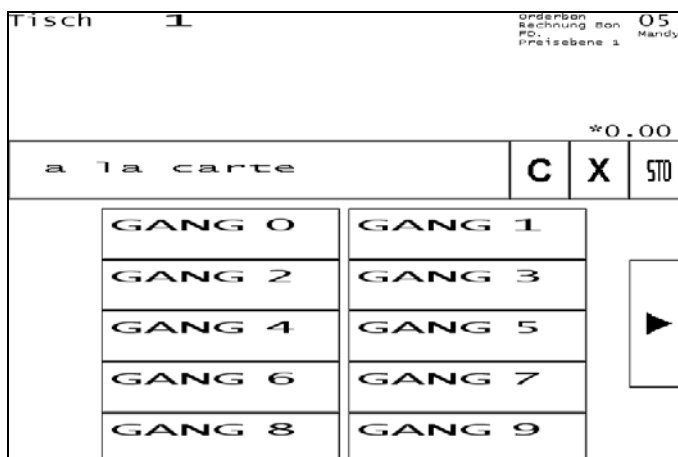 Tisch 1
Orderbon
Rechnung Bon
PD.
Preisebene 1
05
Mandy
*0.00
a la carte
C
X
STO
GANG 0
GANG 1
GANG 2
GANG 3
GANG 4
GANG 5
GANG 6
GANG 7
GANG 8
GANG 9